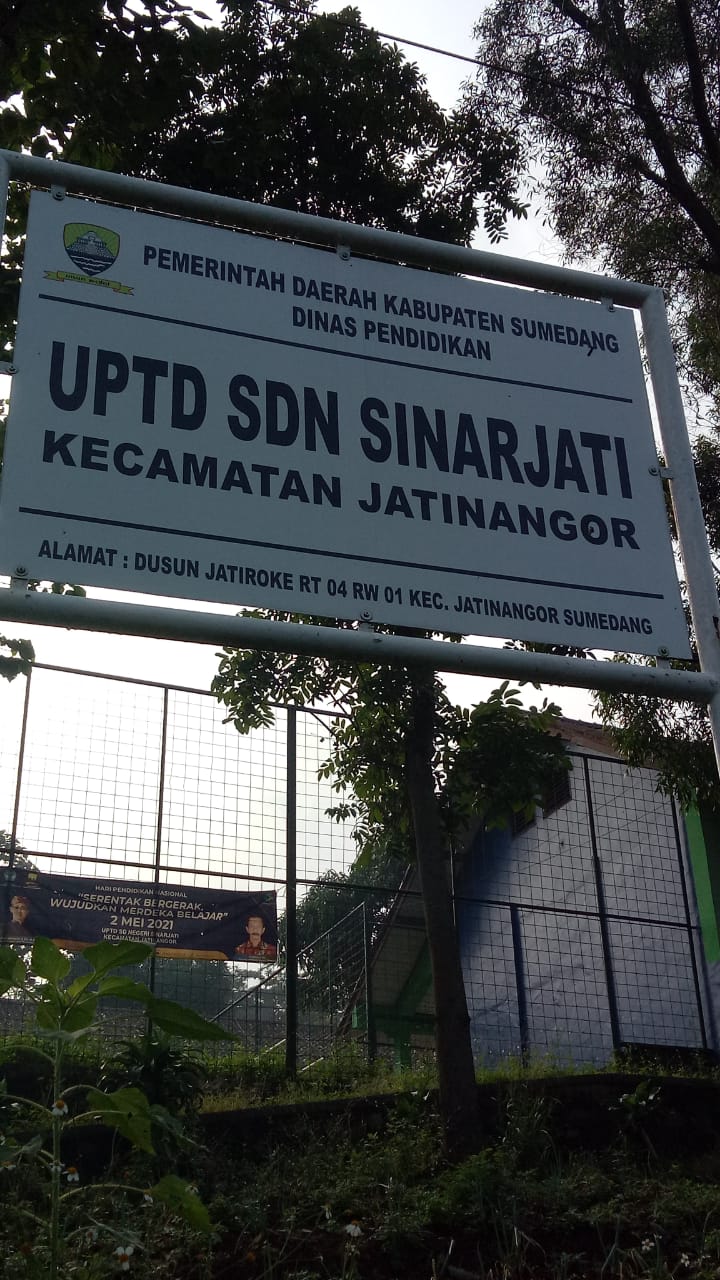 PEMERINTAH DAERAH KABUPATEN SUMEDANG
DINAS PENDIDIKAN
UPTD SDN SINARJATI
KECAMATAN JATINANGOR
ALAMAT : DUSUN JATIROKE RT 04 RW 01 KEC. JATINANGOR SUMEDANG
HARI PENDIDIKAN NASIONAL
"SERENTAK BERGERAK,
WUJUDKAN MERDEKA BELAJAR"
2 MEI 2021
UPTD SD NEGERI SINARJATI
KECAMATAN JATINANGOR